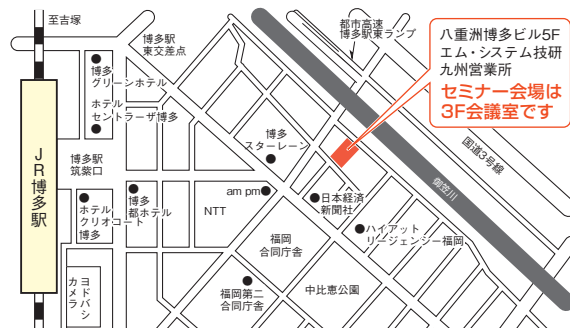 至吉塚
博多駅
東交差点
都市高速
博多駅東ランプ
八重洲博多ビル5F
エム・システム技研
九州営業所
セミナー会場は
3F会議室です
博多
グリーンホテル
ホテル
セントラーザ博多
博多
スターレーン
国道3号線
御笠川
JR博多駅
博多駅
筑紫口
am pm
日本経済
新聞社
ホテル
クリオコート
博多
博多
都ホテル
NTT
ハイアット
リージェンシー福岡
福岡
合同庁舎
ヨドバシ
カメラ
福岡第二
合同庁舎
中比恵公園